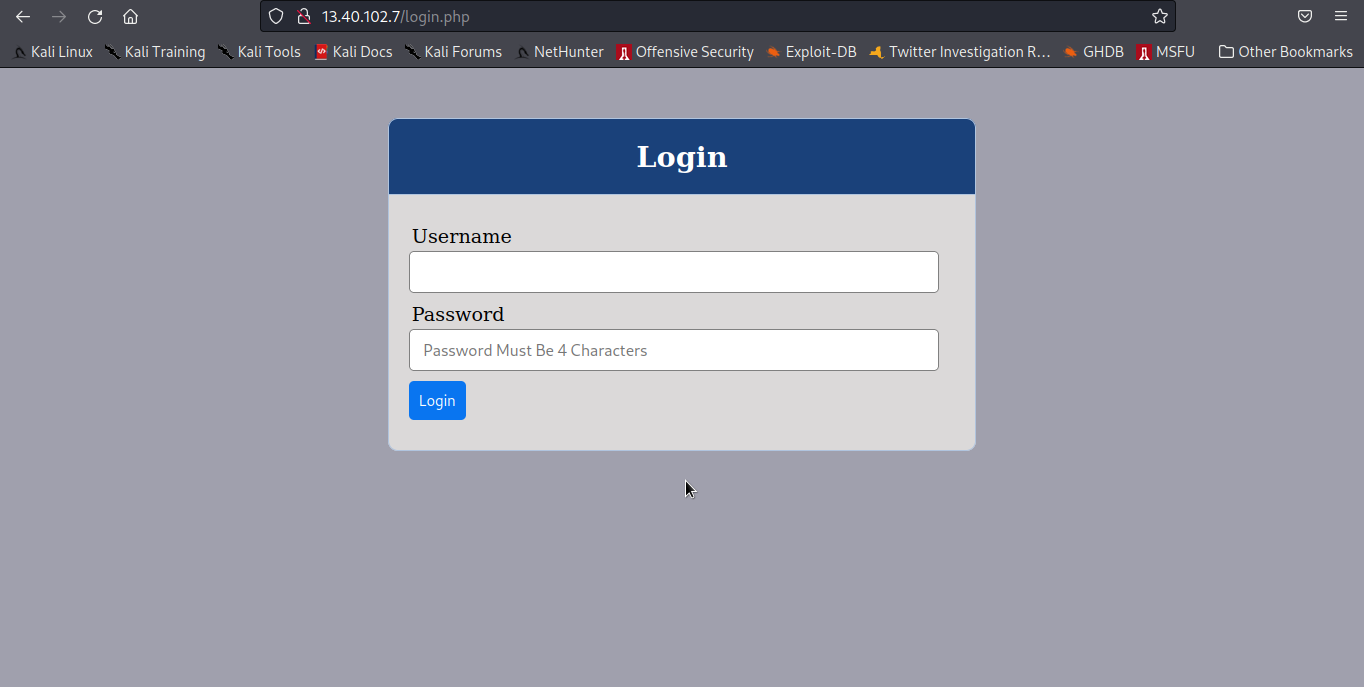 13.40.102.7/login.php
Kali Linux Kali Training Kali Tools Kali Docs Kali Forums NetHunter Offensive Security Exploit-DB Twitter Investigation R… GHDB MSFU Other Bookmarks
Login
Username
Password
Password Must Be 4 Characters
Login